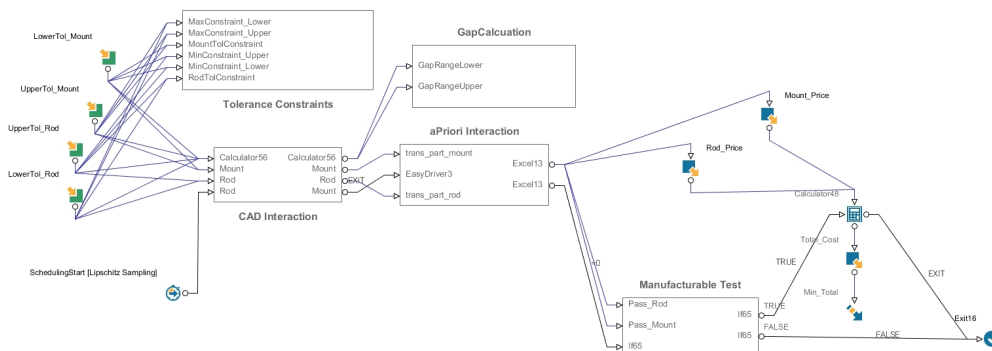 LowerTol_Mount
UpperTol_Mount
UpperTol_Rod
LowerTol_Rod
SchedulingStart [Lipschitz Sampling]
MaxConstraint_Lower
MaxConstraint_Upper
MountTolConstraint
MinConstraint_Upper
MinConstraint_Lower
RodTolConstraint
Tolerance Constraints
Calculator56 Calculator56
Mount Mount
Rod Rod
Rod Mount
EXIT
CAD Interaction
GapCalcuation
GapRangeLower
GapRangeUpper
aPriori Interaction
trans_part_mount
Excel13
EasyDriver3
Excel13
trans_part_rod
Mount_Price
Rod_Price
Calculator48
Total_Cost
TRUE
EXIT
Min_Total
Manufacturable Test
Pass_Rod
If65
TRUE
Pass_Mount
If65
FALSE
If65
FALSE
Exit16